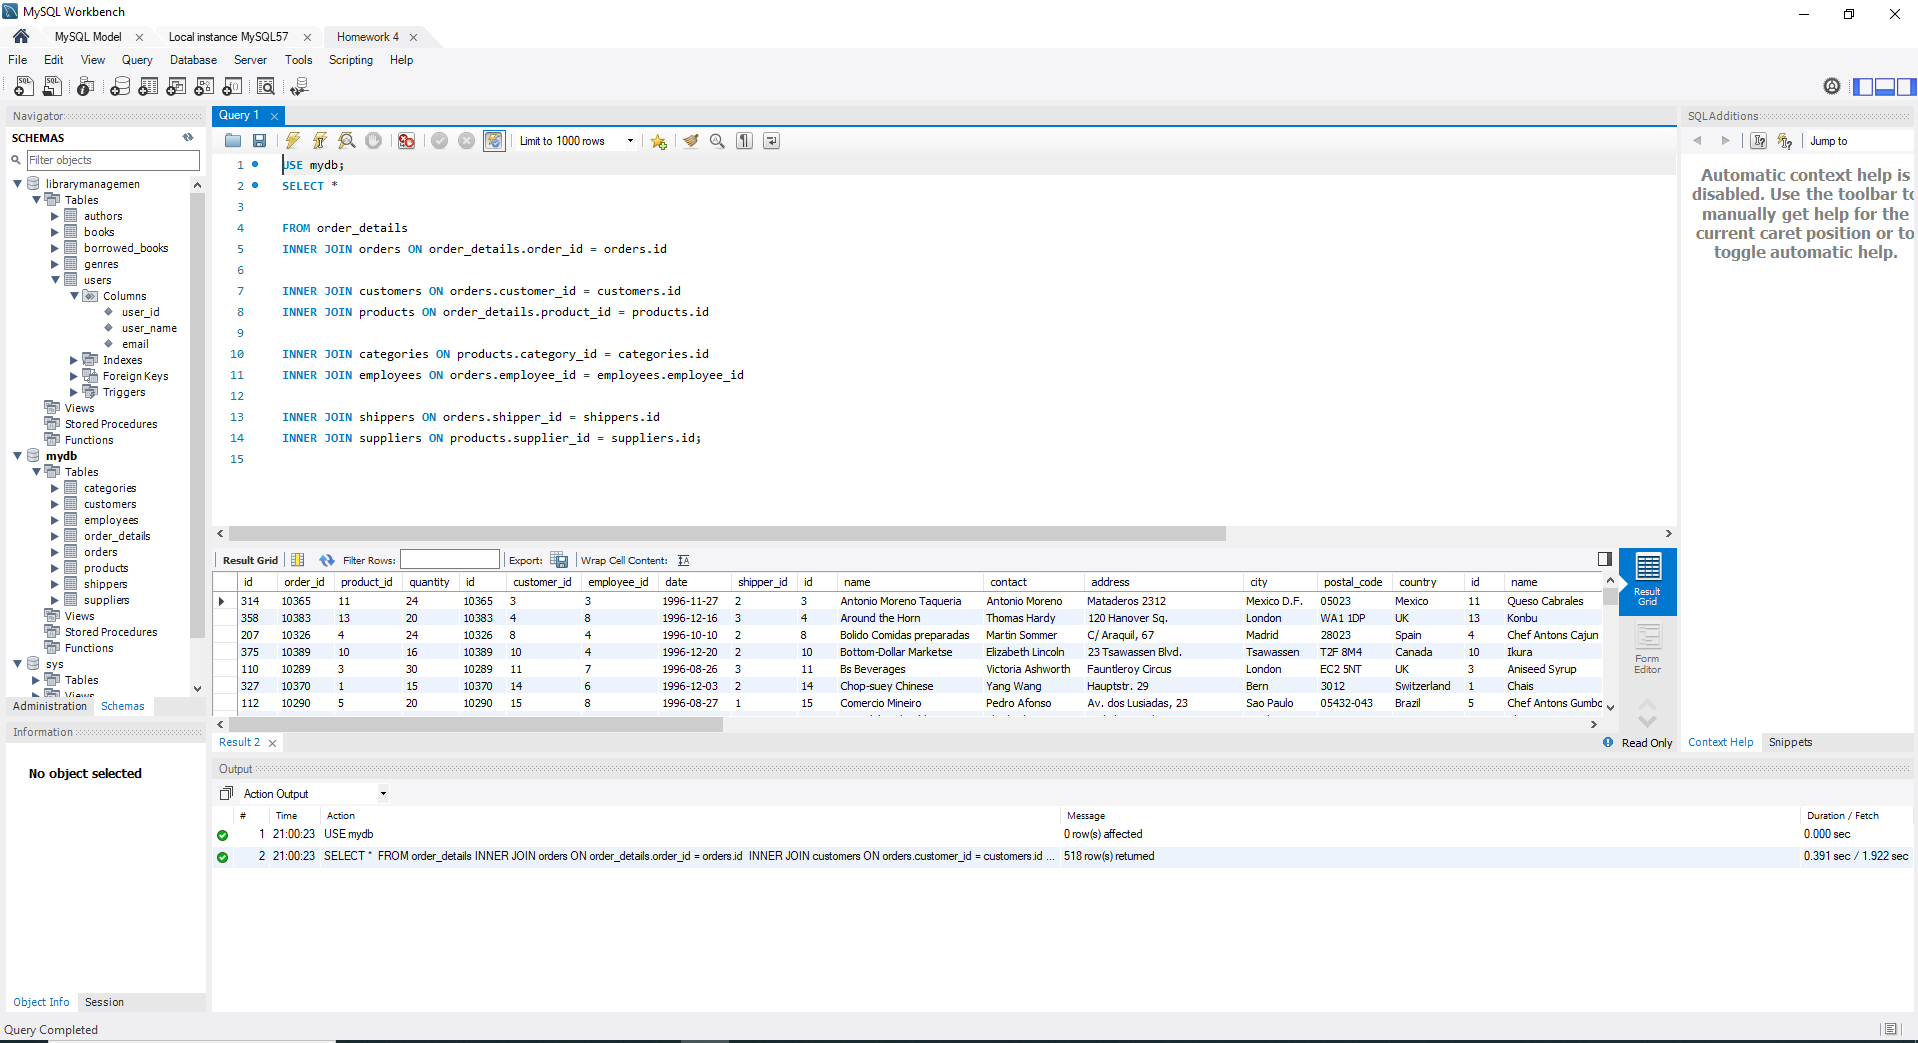 MySQL Workbench
MySQL Model
Local instance MySQL57
Homework 4
File Edit View Query Database Server Tools Scripting Help
Navigator
SCHEMAS
Filter objects
librarymanagemen
Tables
authors
books
borrowed_books
genres
users
Columns
user_id
user_name
email
Indexes
Foreign Keys
Triggers
Views
Stored Procedures
Functions
mydb
Tables
categories
customers
employees
order_details
orders
products
shippers
suppliers
Views
Stored Procedures
Functions
sys
Tables
Views
Administration Schemas
Information
No object selected
Object Info Session
Query 1
Limit to 1000 rows
1 USE mydb;
2 SELECT *
3
4 FROM order_details
5 INNER JOIN orders ON order_details.order_id = orders.id
6
7 INNER JOIN customers ON orders.customer_id = customers.id
8 INNER JOIN products ON order_details.product_id = products.id
9
10 INNER JOIN categories ON products.category_id = categories.id
11 INNER JOIN employees ON orders.employee_id = employees.employee_id
12
13 INNER JOIN shippers ON orders.shipper_id = shippers.id
14 INNER JOIN suppliers ON products.supplier_id = suppliers.id;
15
Result Grid Filter Rows: Export: Wrap Cell Content:
id order_id product_id quantity id customer_id employee_id date shipper_id id name contact address city postal_code country id name
314 10365 11 24 10365 3 3 1996-11-27 2 3 Antonio Moreno Taqueria Antonio Moreno Mataderos 2312 Mexico D.F. 05023 Mexico 11 Queso Cabrales
358 10383 13 20 10383 4 8 1996-12-16 3 4 Around the Horn Thomas Hardy 120 Hanover Sq. London WA1 1DP UK 13 Konbu
207 10326 4 24 10326 8 4 1996-10-10 2 8 Bolido Comidas preparadas Martin Sommer C/ Araquil, 67 Madrid 28023 Spain 4 Chef Antons Cajun
375 10389 10 16 10389 10 4 1996-12-20 2 10 Bottom-Dollar Marketse Elizabeth Lincoln 23 Tsawassen Blvd. Tsawassen T2F 8M4 Canada 10 Ikura
110 10289 3 30 10289 11 7 1996-08-26 3 11 Bs Beverages Victoria Ashworth Fauntleroy Circus London EC2 5NT UK 3 Aniseed Syrup
327 10370 1 15 10370 14 6 1996-12-03 2 14 Chop-suey Chinese Yang Wang Hauptstr. 29 Bern 3012 Switzerland 1 Chais
112 10290 5 20 10290 15 8 1996-08-27 1 15 Comercio Mineiro Pedro Afonso Av. dos Lusiadas, 23 Sao Paulo 05432-043 Brazil 5 Chef Antons Gumbo
Result
Grid
Form
Editor
Result 2
Read Only
SQLAdditions
Jump to
Automatic context help is
disabled. Use the toolbar to
manually get help for the
current caret position or to
toggle automatic help.
Context Help Snippets
Output
Action Output
# Time Action Message Duration / Fetch
1 21:00:23 USE mydb 0 row(s) affected 0.000 sec
2 21:00:23 SELECT * FROM order_details INNER JOIN orders ON order_details.order_id = orders.id INNER JOIN customers ON orders.customer_id = customers.id ... 518 row(s) returned 0.391 sec / 1.922 sec
Query Completed